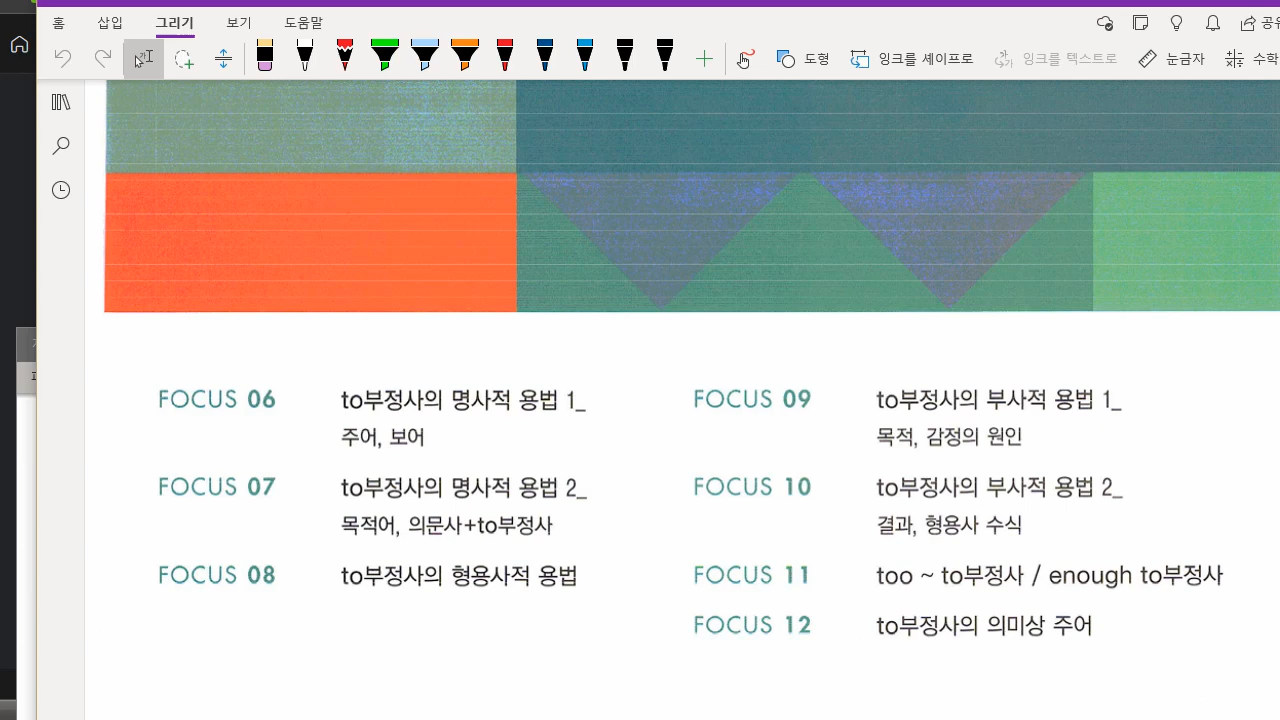 홈 삽입 그리기 보기 도움말
잉크를 셰이프로 잉크를 텍스트로 눈금자 수학
도형
FOCUS 06 to부정사의 명사적 용법 1_
주어, 보어
FOCUS 07 to부정사의 명사적 용법 2_
목적어, 의문사+to부정사
FOCUS 08 to부정사의 형용사적 용법
FOCUS 09 to부정사의 부사적 용법 1_
목적, 감정의 원인
FOCUS 10 to부정사의 부사적 용법 2_
결과, 형용사 수식
FOCUS 11 too ~ to부정사 / enough to부정사
FOCUS 12 to부정사의 의미상 주어